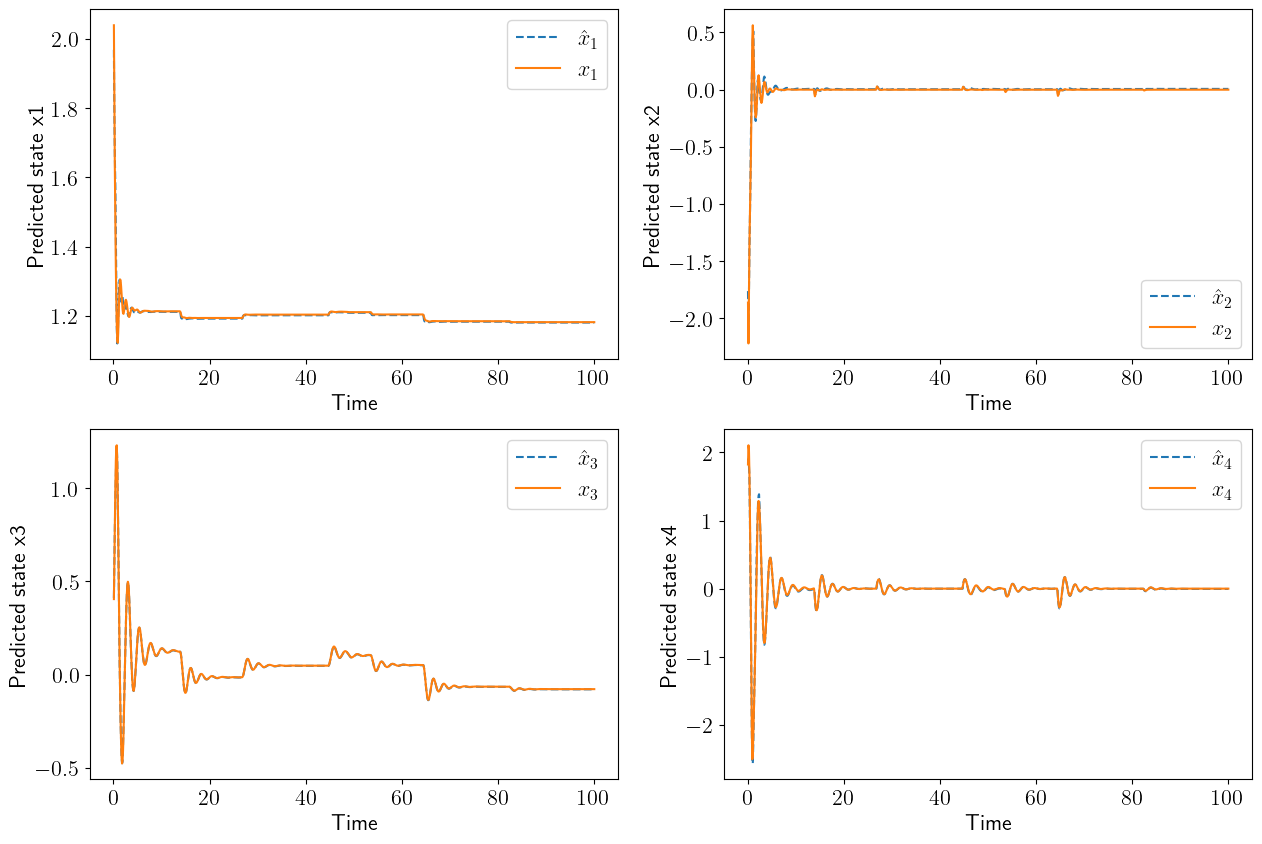 2.0
1.8
1.6
1.4
1.2
Predicted state x1
0 20 40 60 80 100
Time
x̂₁
x₁
0.5
0.0
−0.5
−1.0
−1.5
−2.0
Predicted state x2
0 20 40 60 80 100
Time
x̂₂
x₂
1.0
0.5
0.0
−0.5
Predicted state x3
0 20 40 60 80 100
Time
x̂₃
x₃
2
1
0
−1
−2
Predicted state x4
0 20 40 60 80 100
Time
x̂₄
x₄